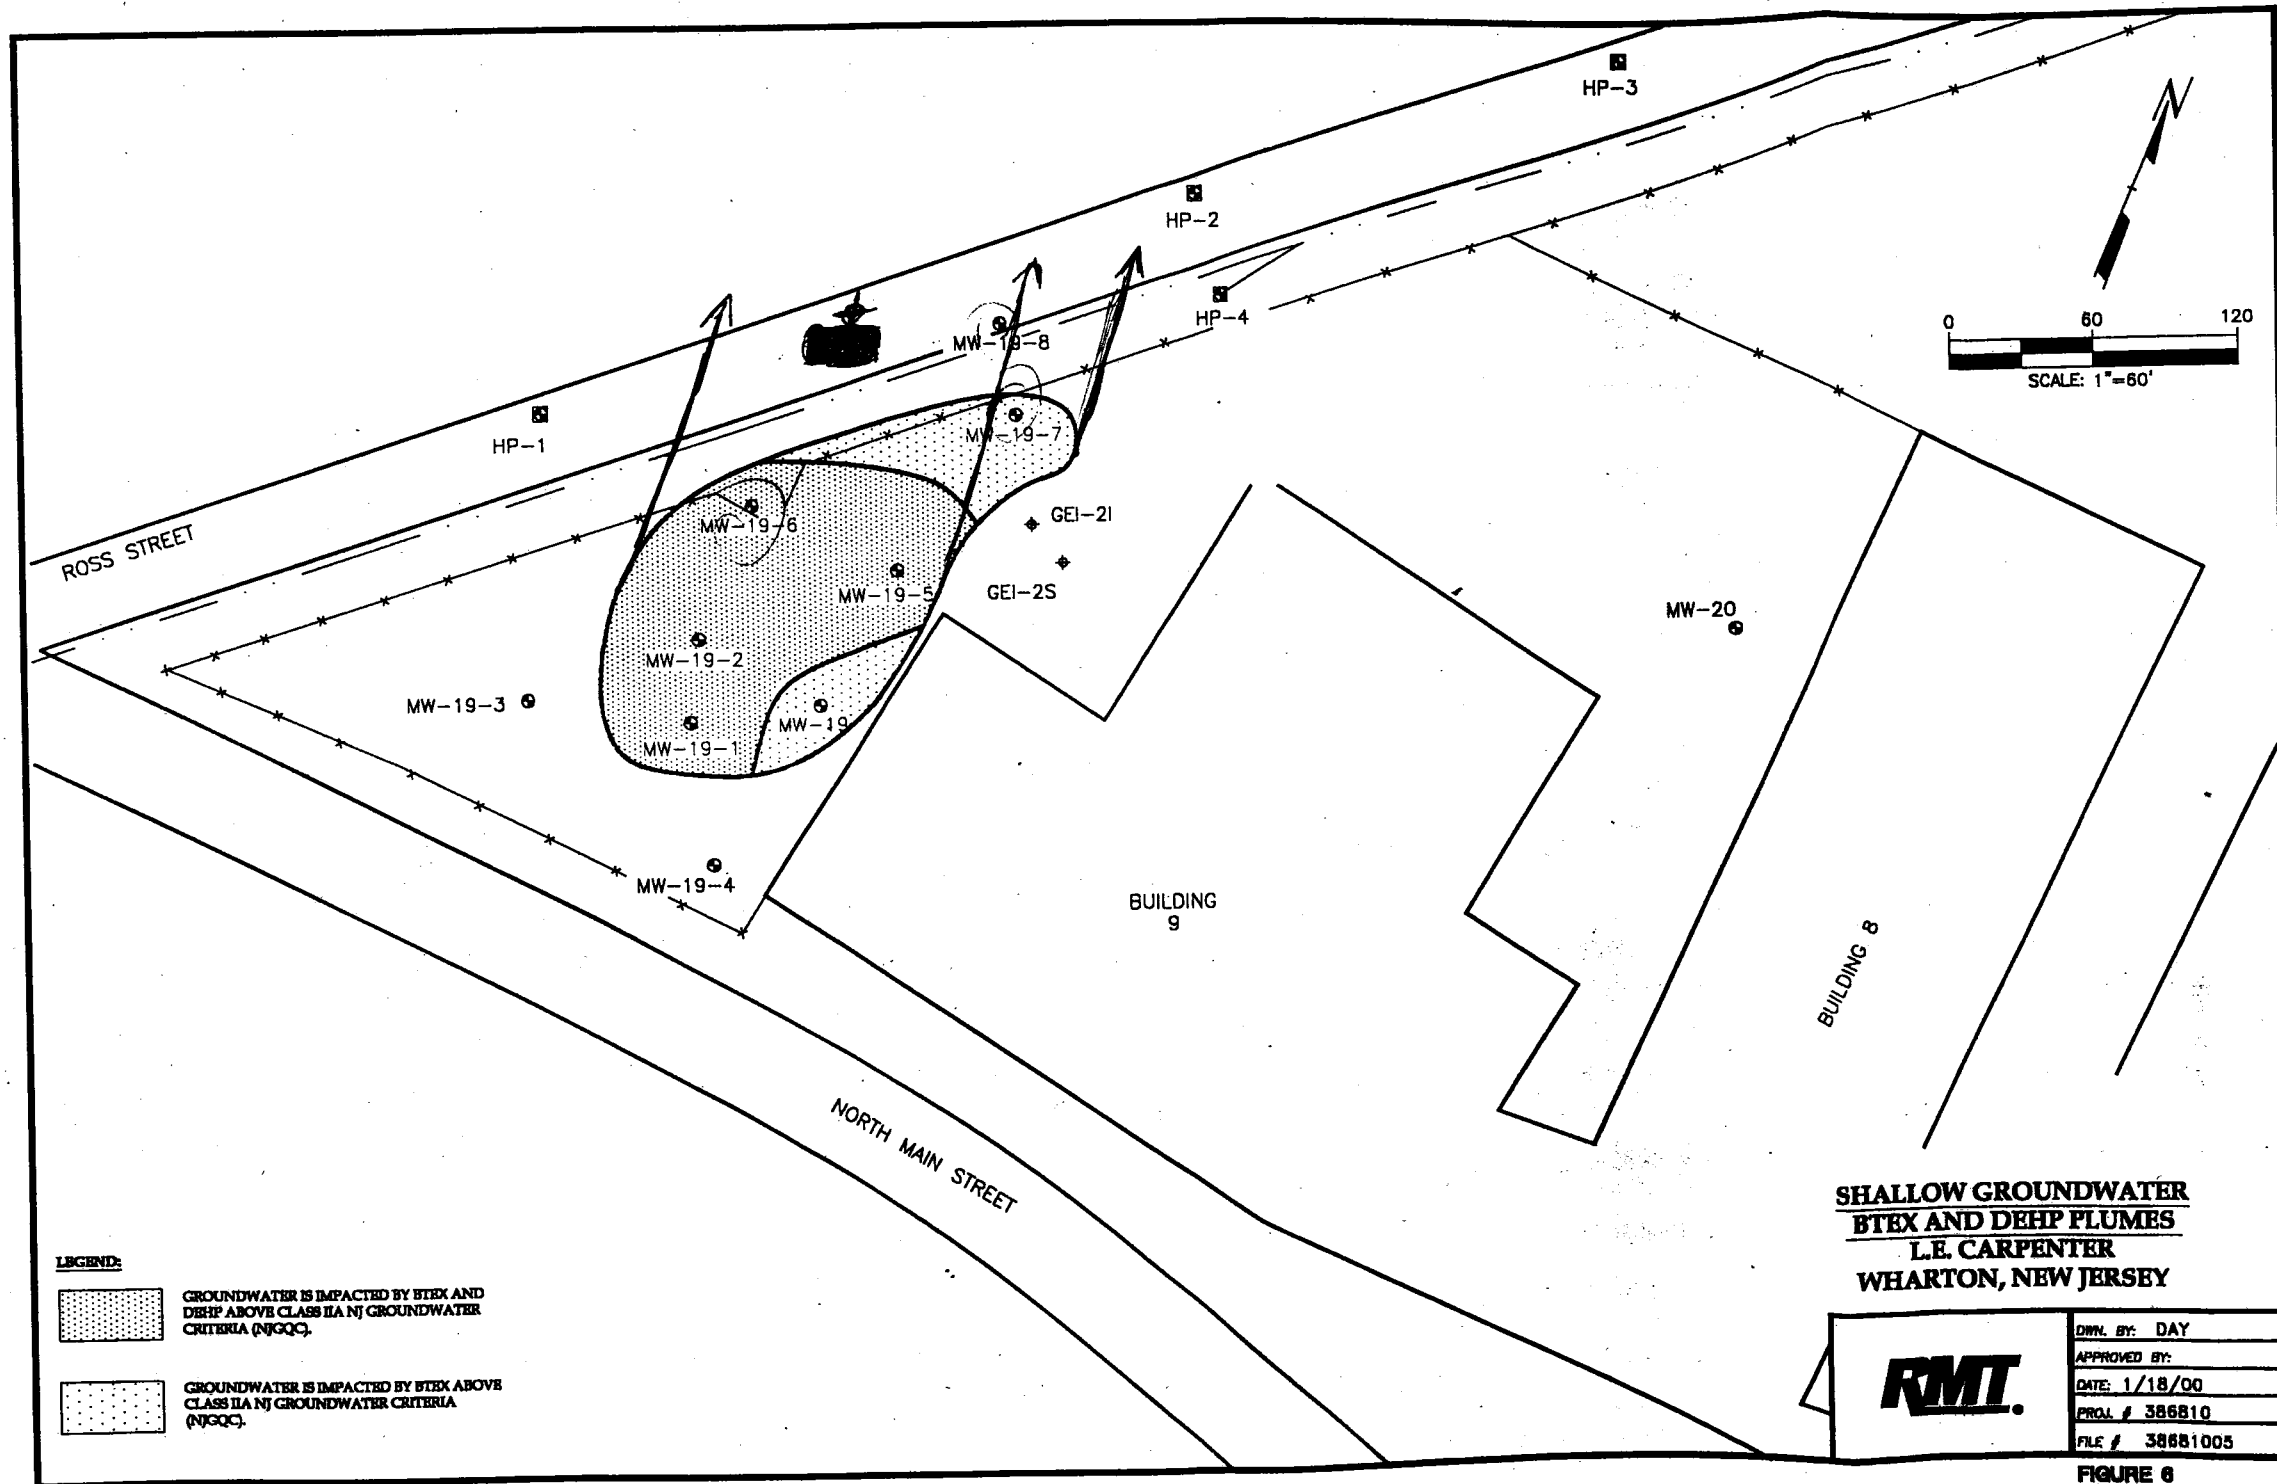 HP-3
N
HP-2
0 60 120
SCALE: 1"=60'
HP-4
MW-19-8
HP-1
MW-19-7
ROSS STREET
MW-19-6
GEI-2I
MW-19-5
GEI-2S
MW-20
MW-19-2
MW-19-3
MW-19
MW-19-1
MW-19-4
BUILDING
9
BUILDING 8
NORTH MAIN STREET
SHALLOW GROUNDWATER
BTEX AND DEHP PLUMES
L.E. CARPENTER
WHARTON, NEW JERSEY
LEGEND:
GROUNDWATER IS IMPACTED BY BTEX AND
DEHP ABOVE CLASS IIA NJ GROUNDWATER
CRITERIA (NJGQC).
GROUNDWATER IS IMPACTED BY BTEX ABOVE
CLASS IIA NJ GROUNDWATER CRITERIA
(NJGQC).
RMT.
DWN. BY: DAY
APPROVED BY:
DATE: 1/18/00
PROJ. # 386810
FILE # 38681005
FIGURE 6